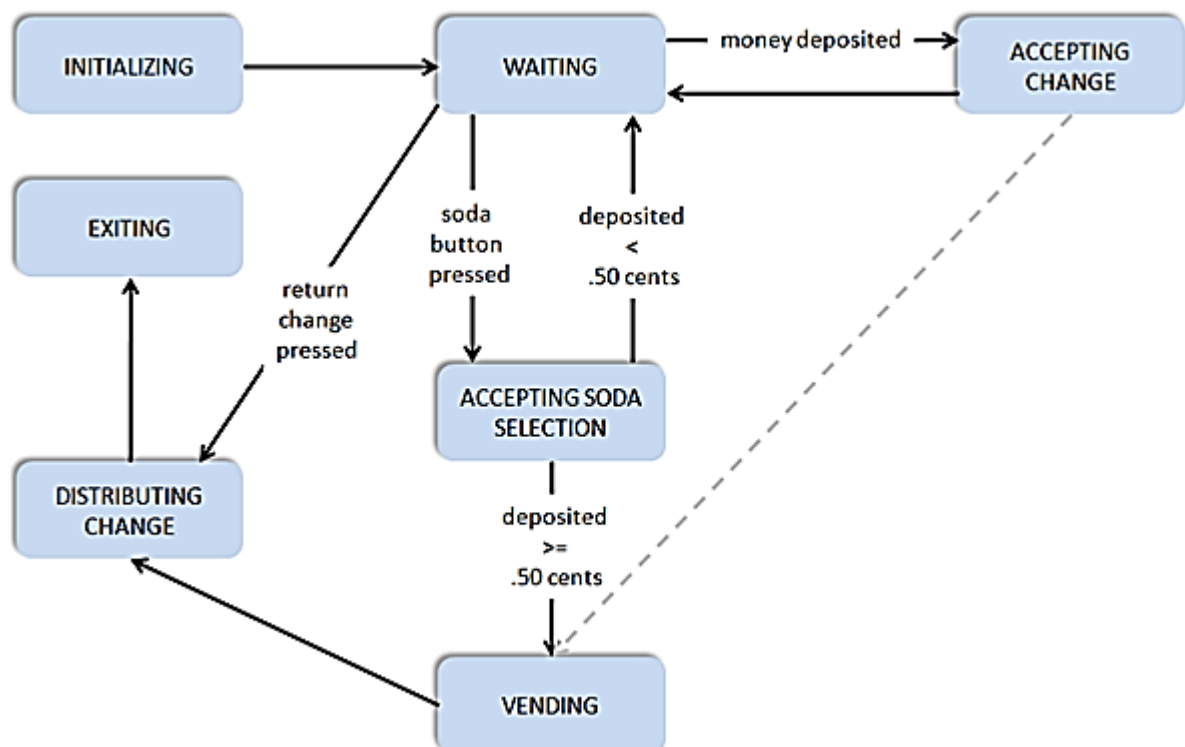 INITIALIZING
WAITING
money deposited
ACCEPTING
CHANGE
EXITING
soda
button
pressed
deposited
<
.50 cents
return
change
pressed
ACCEPTING SODA
SELECTION
DISTRIBUTING
CHANGE
deposited
>=
.50 cents
VENDING